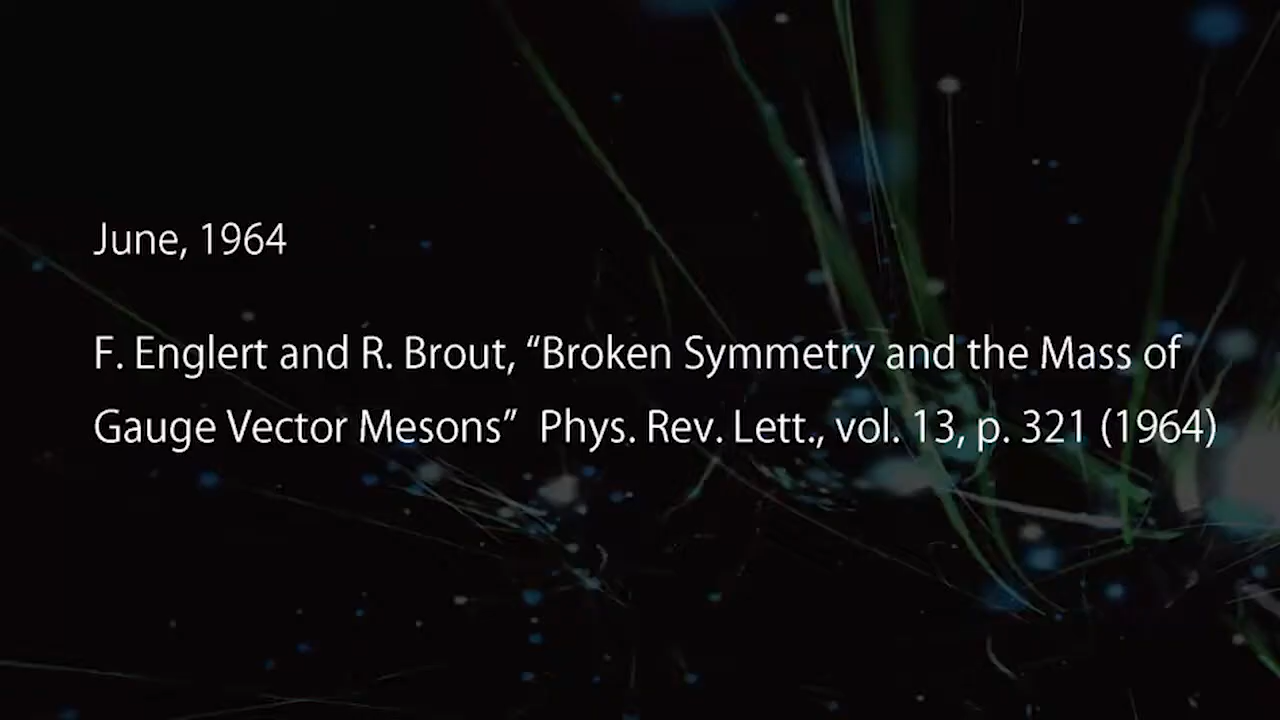 June, 1964
F. Englert and R. Brout, “Broken Symmetry and the Mass of
Gauge Vector Mesons”  Phys. Rev. Lett., vol. 13, p. 321 (1964)